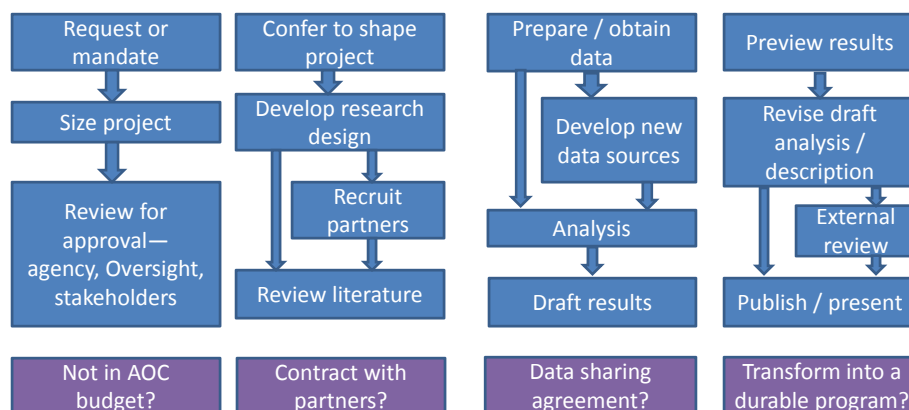 Request or
mandate
Size project
Review for
approval—
agency, Oversight,
stakeholders
Not in AOC
budget?
Confer to shape
project
Develop research
design
Recruit
partners
Review literature
Contract with
partners?
Prepare / obtain
data
Develop new
data sources
Analysis
Draft results
Data sharing
agreement?
Preview results
Revise draft
analysis /
description
External
review
Publish / present
Transform into a
durable program?